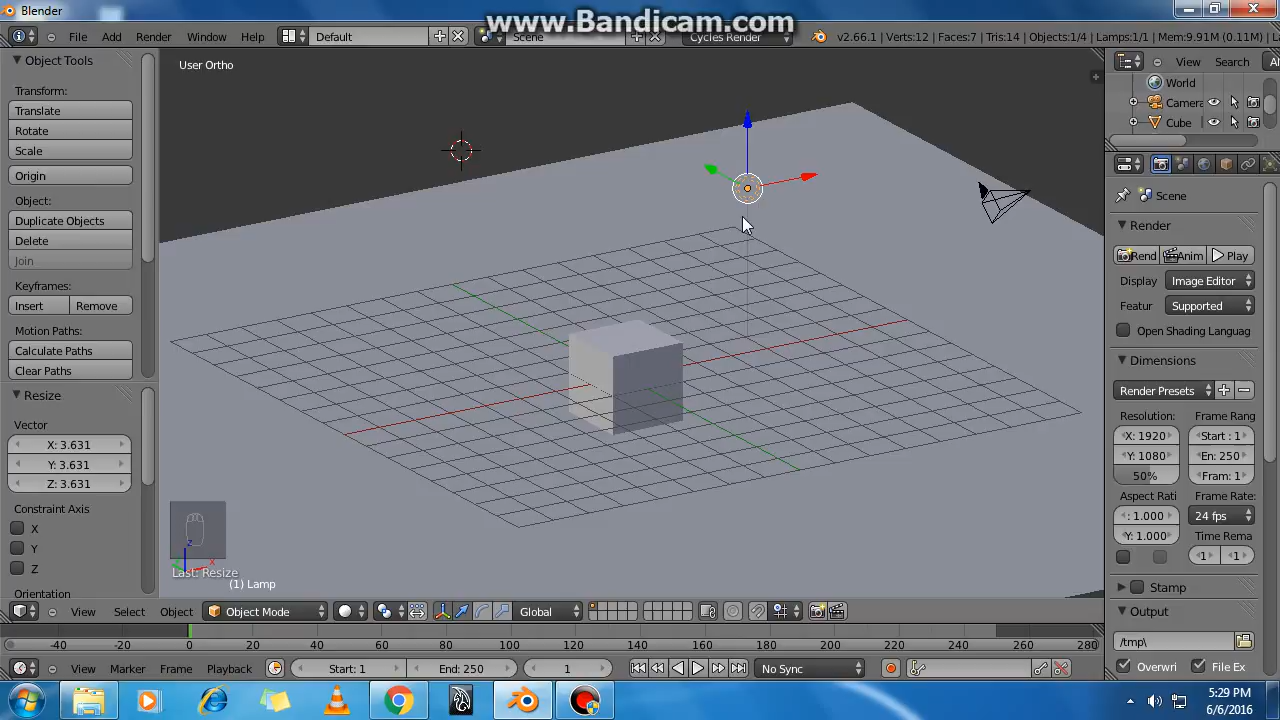 Blender
www.Bandicam.com
File Add Render Window Help Default Scene Cycles Render v2.66.1 | Verts:12 | Faces:7 | Tris:14 | Objects:1/4 | Lamps:1/1 | Mem:9.91M (0.11M) | Lamp
Object Tools
Transform:
Translate
Rotate
Scale
Origin
Object:
Duplicate Objects
Delete
Join
Keyframes:
Insert Remove
Motion Paths:
Calculate Paths
Clear Paths
Resize
Vector
X: 3.631
Y: 3.631
Z: 3.631
Constraint Axis
X
Y
Z
Orientation
User Ortho
z
x
Last: Resize
(1) Lamp
View Search Al
World
Camera
Cube
Scene
Render
Rend Anim Play
Display Image Editor
Featur Supported
Open Shading Languag
Dimensions
Render Presets
Resolution: Frame Rang
X: 1920 Start : 1
Y: 1080 En: 250
50% Fram: 1
Aspect Rati Frame Rate:
: 1.000 24 fps
Y: 1.000 Time Rema
1 1
Stamp
Output
/tmp\
Overwri File Ex
View Select Object Object Mode Global
-40 -20 0 20 40 60 80 100 120 140 160 180 200 220 240 260 280
View Marker Frame Playback Start: 1 End: 250 1 No Sync
5:29 PM
6/6/2016